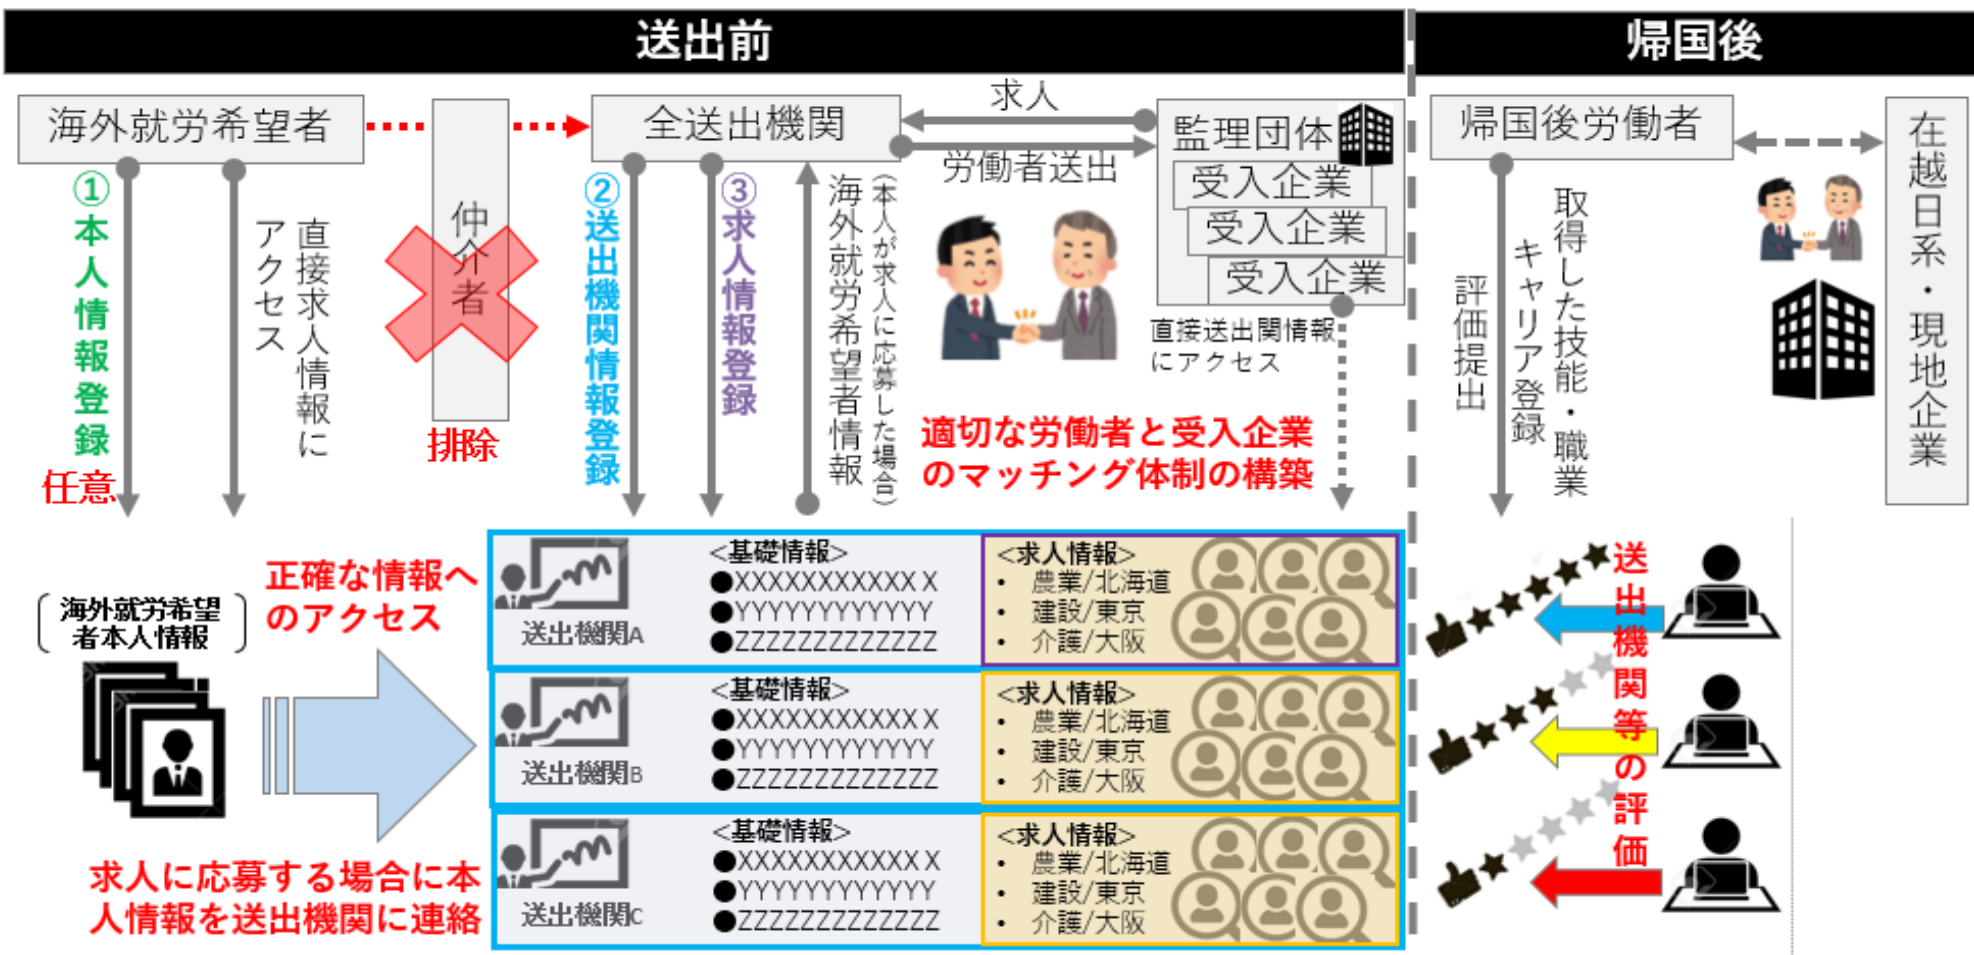 送出前
帰国後
海外就労希望者
仲介者
排除
全送出機関
求人
労働者送出
監理団体
受入企業
受入企業
受入企業
帰国後労働者
在越日系・現地企業
①本人情報登録
任意
直接求人情報に
アクセス
②送出機関情報登録
③求人情報登録
海外就労希望者情報
（本人が求人に応募した場合）
直接送出関情報
にアクセス
適切な労働者と受入企業
のマッチング体制の構築
取得した技能・職業
キャリア登録
評価提出
正確な情報へ
のアクセス
海外就労希望
者本人情報
求人に応募する場合に本
人情報を送出機関に連絡
送出機関A
<基礎情報>
●XXXXXXXXXXX X
●YYYYYYYYYYYY
●ZZZZZZZZZZZZZ
<求人情報>
• 農業/北海道
• 建設/東京
• 介護/大阪
送出機関B
<基礎情報>
●XXXXXXXXXXX X
●YYYYYYYYYYYY
●ZZZZZZZZZZZZZ
<求人情報>
• 農業/北海道
• 建設/東京
• 介護/大阪
送出機関C
<基礎情報>
●XXXXXXXXXXX X
●YYYYYYYYYYYY
●ZZZZZZZZZZZZZ
<求人情報>
• 農業/北海道
• 建設/東京
• 介護/大阪
送出機関等の評価